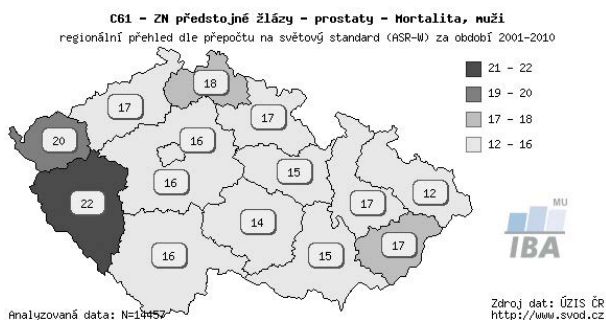 C61 - ZN předstojné žlázy - prostaty - Mortalita, muži
regionální přehled dle přepočtu na světový standard (ASR-W) za období 2001-2010
21 - 22
19 - 20
17 - 18
12 - 16
18
17
17
20
16
15
16
12
22
17
14
17
16
15
MU
IBA
Analyzovaná data: N=14457
Zdroj dat: ÚZIS ČR
http://www.svod.cz